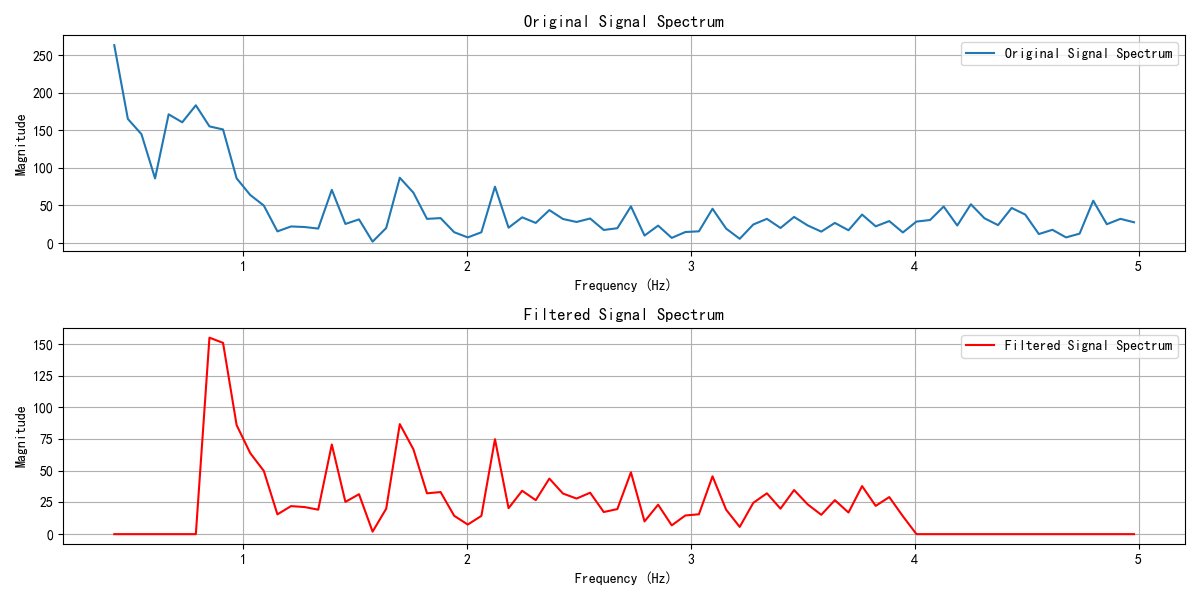 Original Signal Spectrum
Original Signal Spectrum
Magnitude
250
200
150
100
50
0
1
2
3
4
5
Frequency (Hz)
Filtered Signal Spectrum
Filtered Signal Spectrum
Magnitude
150
125
100
75
50
25
0
1
2
3
4
5
Frequency (Hz)